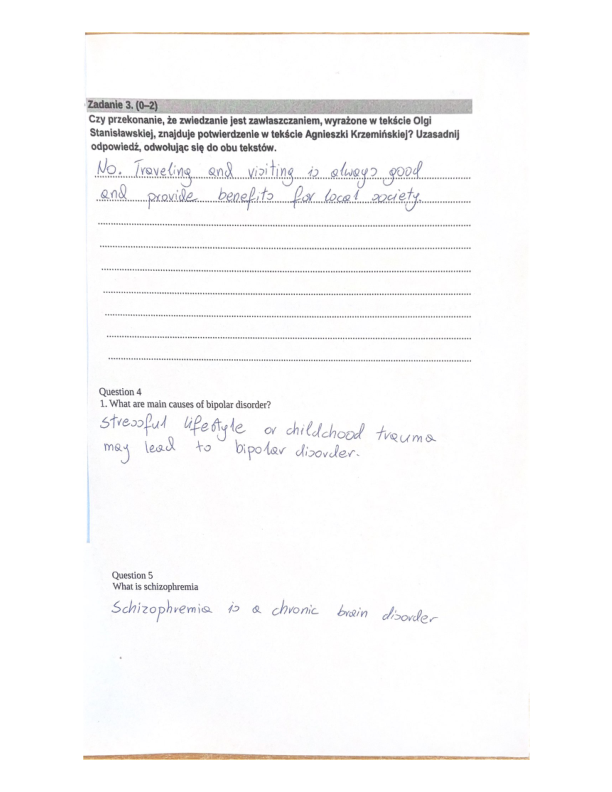 Zadanie 3. (0–2)
Czy przekonanie, że zwiedzanie jest zawłaszczaniem, wyrażone w tekście Olgi
Stanisławskiej, znajduje potwierdzenie w tekście Agnieszki Krzemińskiej? Uzasadnij
odpowiedź, odwołując się do obu tekstów.
No. Traveling and visiting is always good
and provide benefits for local society.
Question 4
1. What are main causes of bipolar disorder?
Stressful lifestyle or childchood trauma
may lead to bipolar disorder.
Question 5
What is schizophremia
Schizophremia is a chronic brain disorder